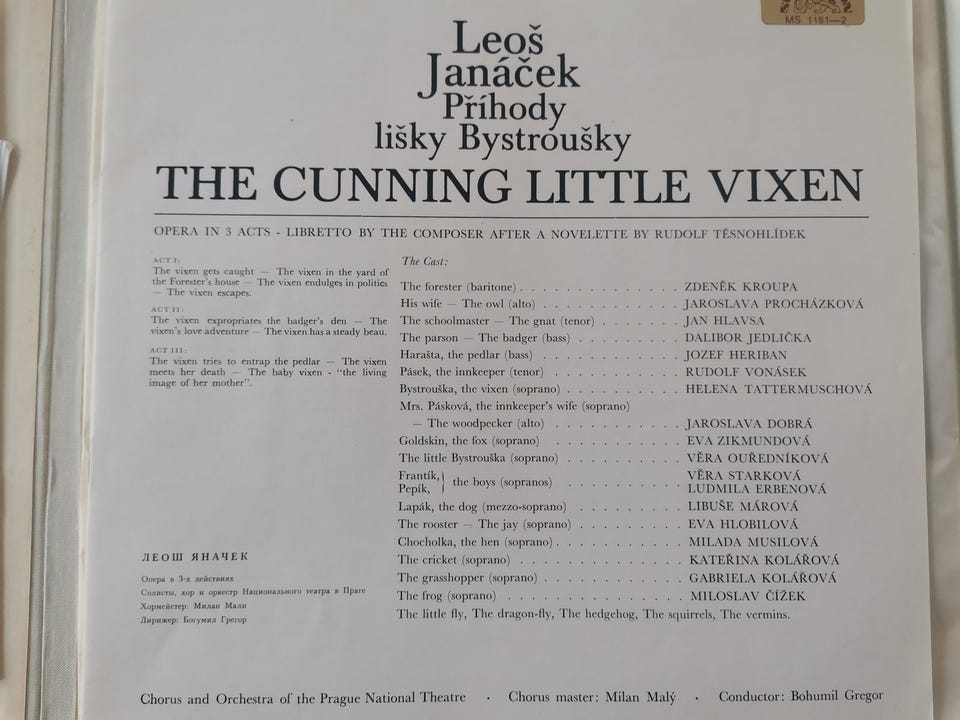 MS 1181—2
Leoš
Janáček
Příhody
lišky Bystroušky
THE CUNNING LITTLE VIXEN
OPERA IN 3 ACTS - LIBRETTO BY THE COMPOSER AFTER A NOVELETTE BY RUDOLF TĚSNOHLÍDEK
ACT I:
The vixen gets caught — The vixen in the yard of
the Forester's house — The vixen endulges in politics
— The vixen escapes.
ACT II:
The vixen expropriates the badger's den — The
vixen's love adventure — The vixen has a steady beau.
ACT III:
The vixen tries to entrap the pedlar — The vixen
meets her death — The baby vixen - "the living
image of her mother".
The Cast:
The forester (baritone) . . . . . . . . . . . . . . ZDENĚK KROUPA
His wife — The owl (alto) . . . . . . . . . . . . JAROSLAVA PROCHÁZKOVÁ
The schoolmaster — The gnat (tenor) . . . . . . . JAN HLAVSA
The parson — The badger (bass) . . . . . . . . . DALIBOR JEDLIČKA
Harašta, the pedlar (bass) . . . . . . . . . . . . JOZEF HERIBAN
Pásek, the innkeeper (tenor) . . . . . . . . . . . RUDOLF VONÁSEK
Bystrouška, the vixen (soprano) . . . . . . . . . HELENA TATTERMUSCHOVÁ
Mrs. Pásková, the innkeeper's wife (soprano)
— The woodpecker (alto) . . . . . . . . . . . JAROSLAVA DOBRÁ
Goldskin, the fox (soprano) . . . . . . . . . . . EVA ZIKMUNDOVÁ
The little Bystrouška (soprano) . . . . . . . . . VĚRA OUŘEDNÍKOVÁ
Frantík, VĚRA STARKOVÁ
Pepík, } the boys (sopranos) . . . . . . . . . . LUDMILA ERBENOVÁ
Lapák, the dog (mezzo-soprano) . . . . . . . . . LIBUŠE MÁROVÁ
The rooster — The jay (soprano) . . . . . . . . . EVA HLOBILOVÁ
Chocholka, the hen (soprano) . . . . . . . . . . . MILADA MUSILOVÁ
The cricket (soprano) . . . . . . . . . . . . . . KATEŘINA KOLÁŘOVÁ
The grasshopper (soprano) . . . . . . . . . . . . GABRIELA KOLÁŘOVÁ
The frog (soprano) . . . . . . . . . . . . . . . MILOSLAV ČÍŽEK
The little fly, The dragon-fly, The hedgehog, The squirrels, The vermins.
ЛЕОШ ЯНАЧЕК
Опера в 3-х действиях
Солисты, хор и оркестр Национального театра в Праге
Хормейстер: Милан Мали
Дирижер: Богумил Грегор
Chorus and Orchestra of the Prague National Theatre · Chorus master: Milan Malý · Conductor: Bohumil Gregor